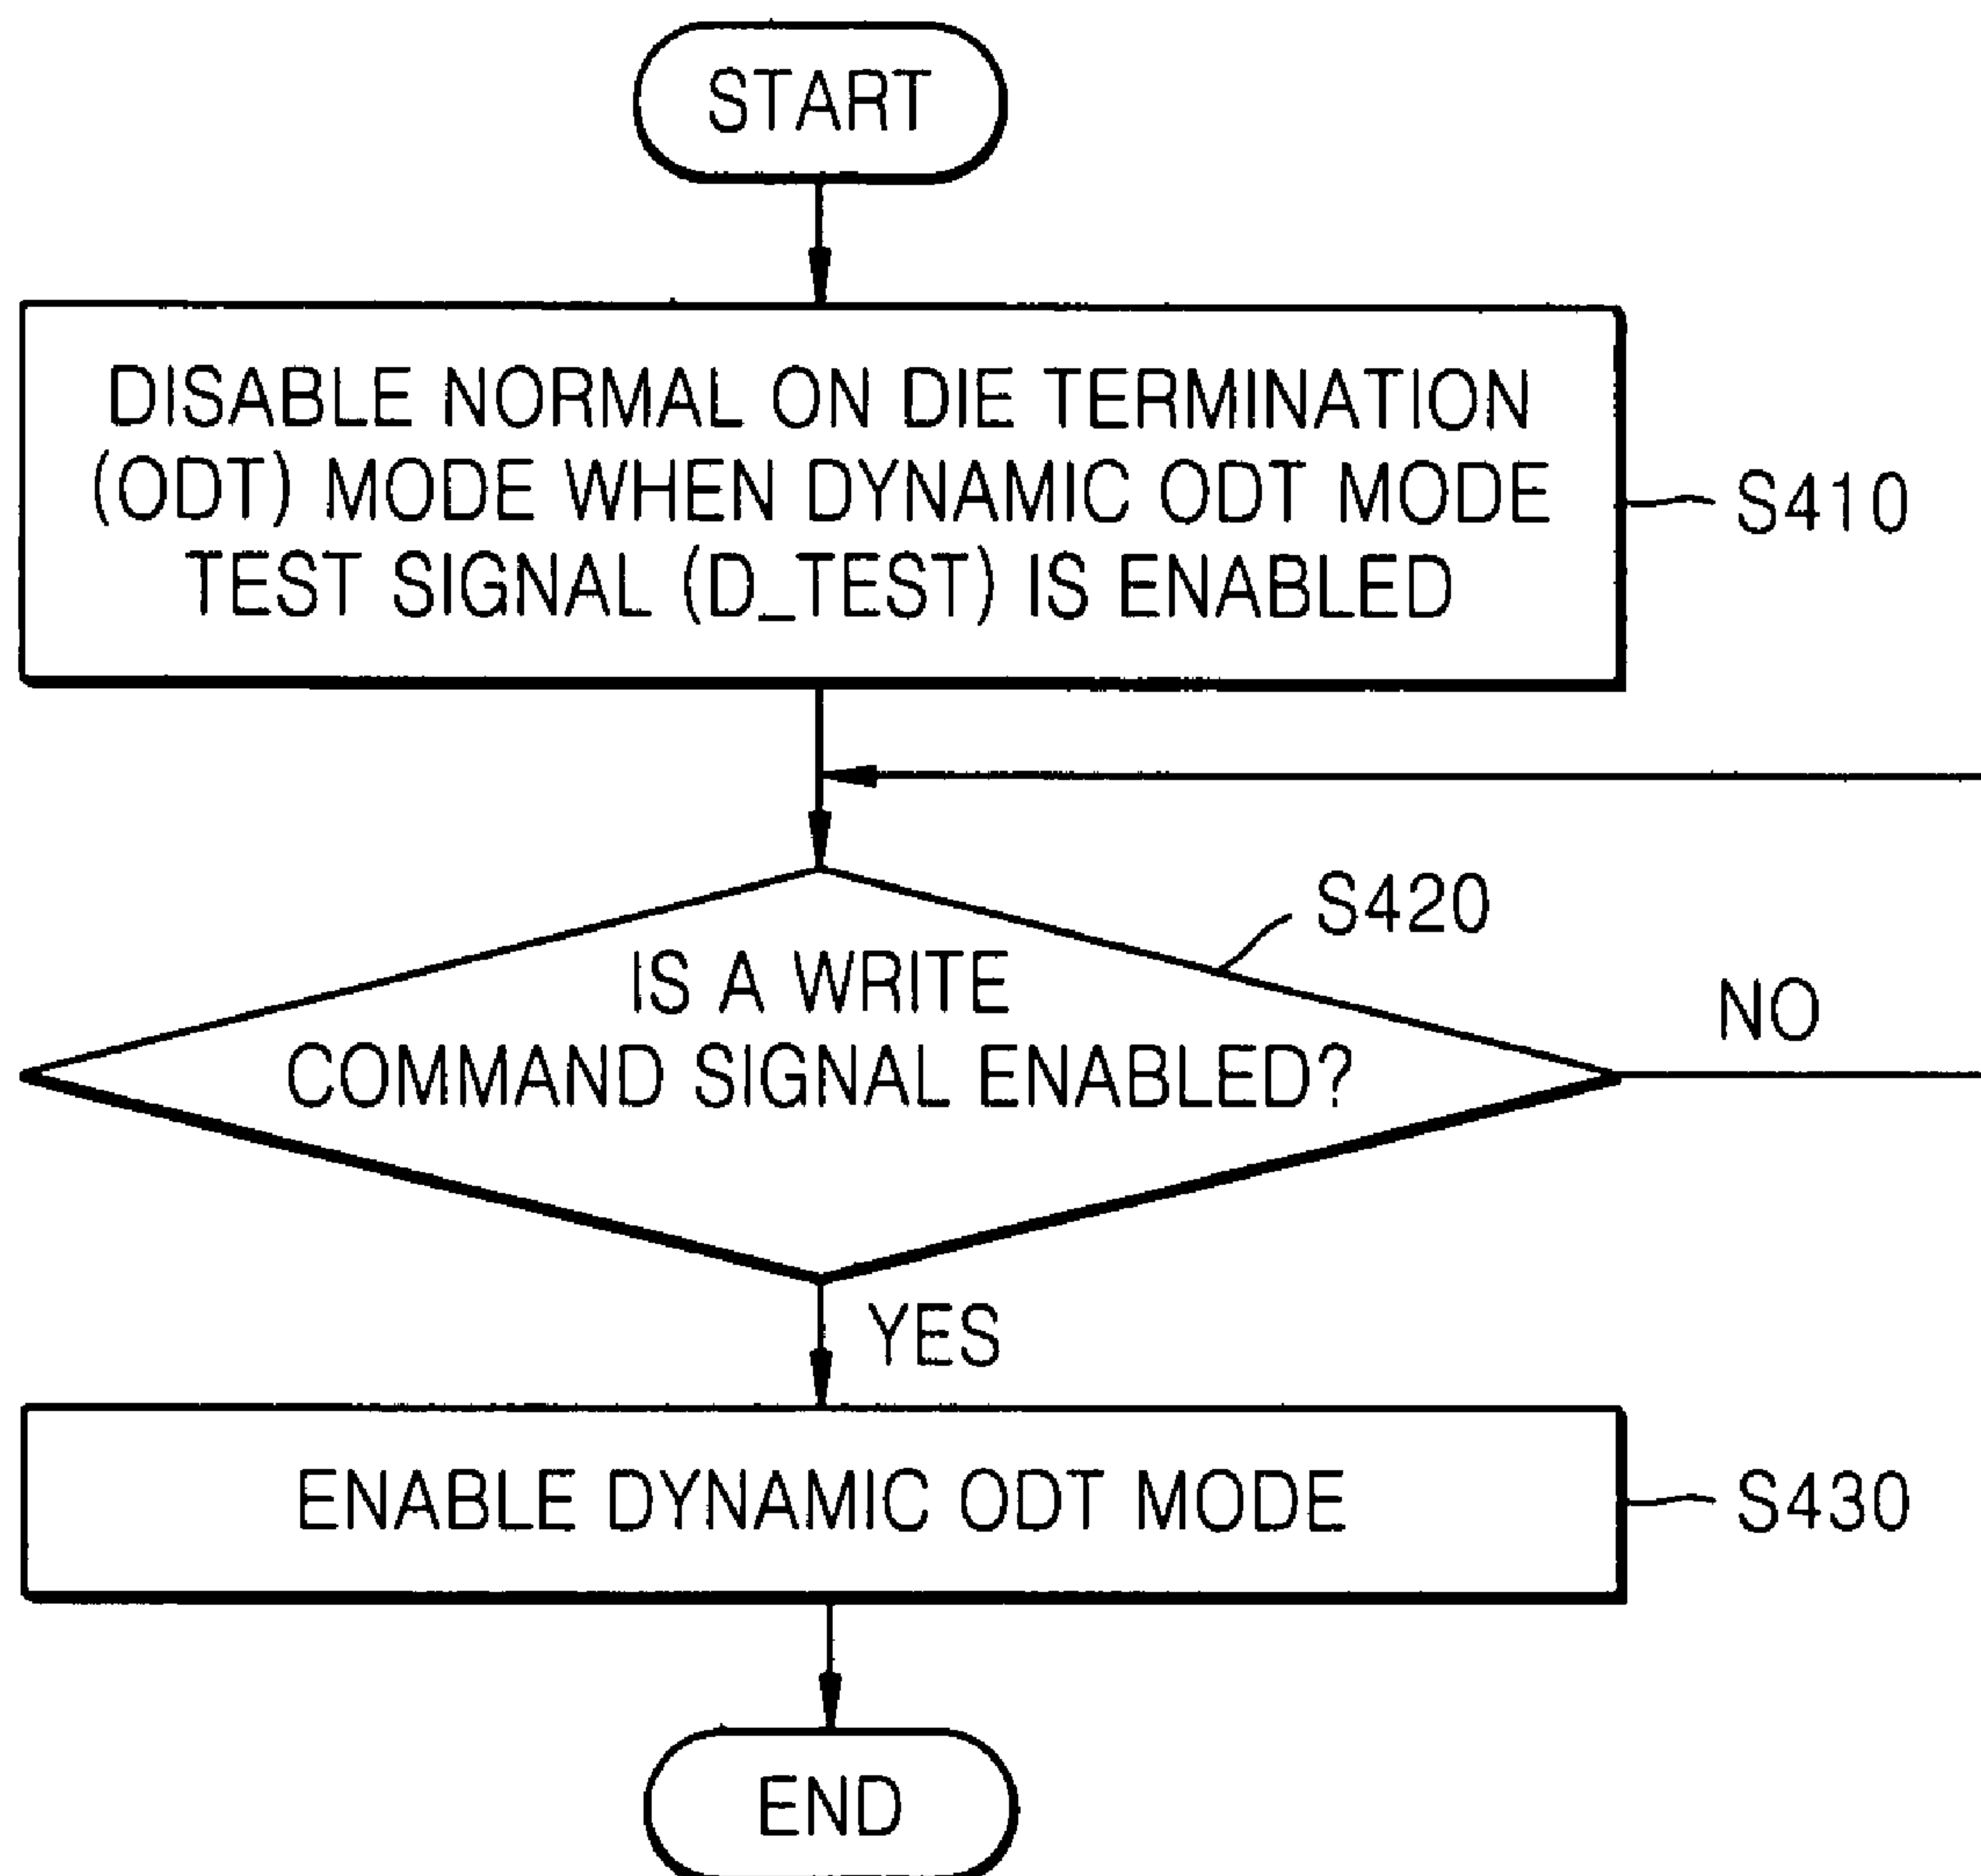 START
DISABLE NORMAL ON DIE TERMINATION
(ODT) MODE WHEN DYNAMIC ODT MODE
TEST SIGNAL (D_TEST) IS ENABLED
S410
S420
IS A WRITE
COMMAND SIGNAL ENABLED?
NO
YES
ENABLE DYNAMIC ODT MODE
S430
END